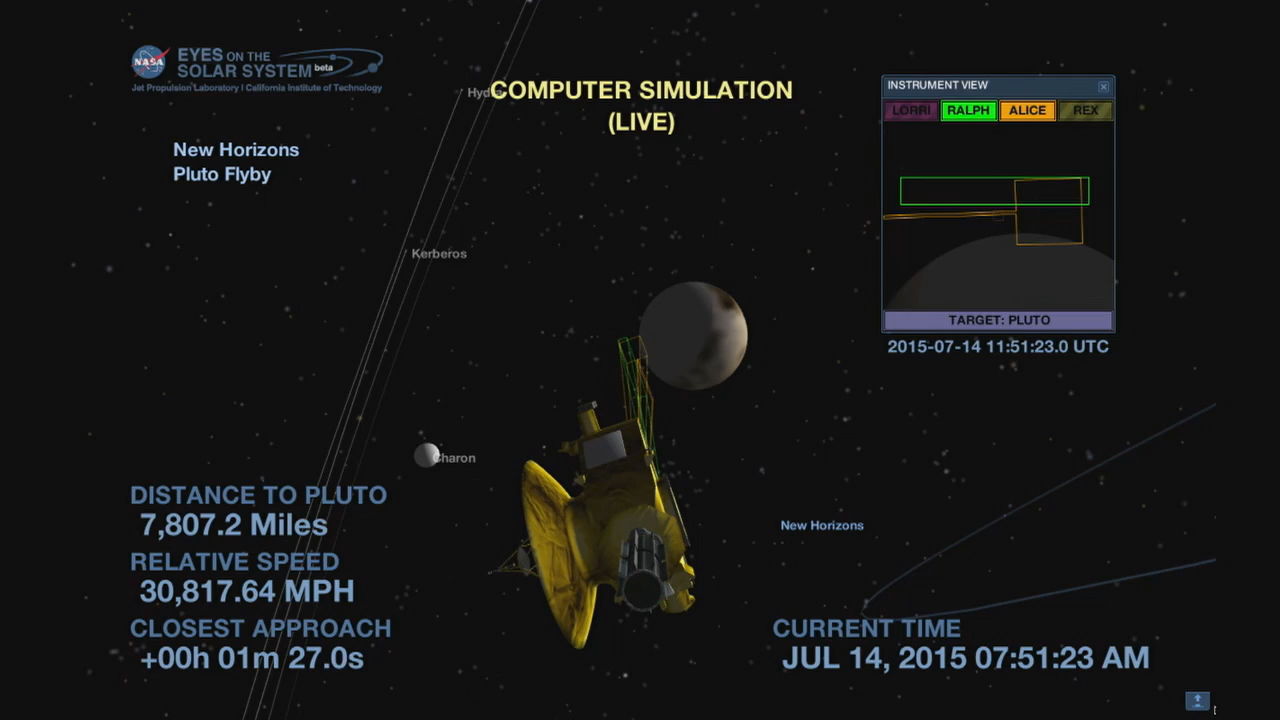 NASA
EYES ON THE
SOLAR SYSTEM beta
Jet Propulsion Laboratory | California Institute of Technology
New Horizons
Pluto Flyby
Hydra
COMPUTER SIMULATION
(LIVE)
INSTRUMENT VIEW
LORRI RALPH ALICE REX
TARGET: PLUTO
2015-07-14 11:51:23.0 UTC
Kerberos
Charon
New Horizons
DISTANCE TO PLUTO
7,807.2 Miles
RELATIVE SPEED
30,817.64 MPH
CLOSEST APPROACH
+00h 01m 27.0s
CURRENT TIME
JUL 14, 2015 07:51:23 AM